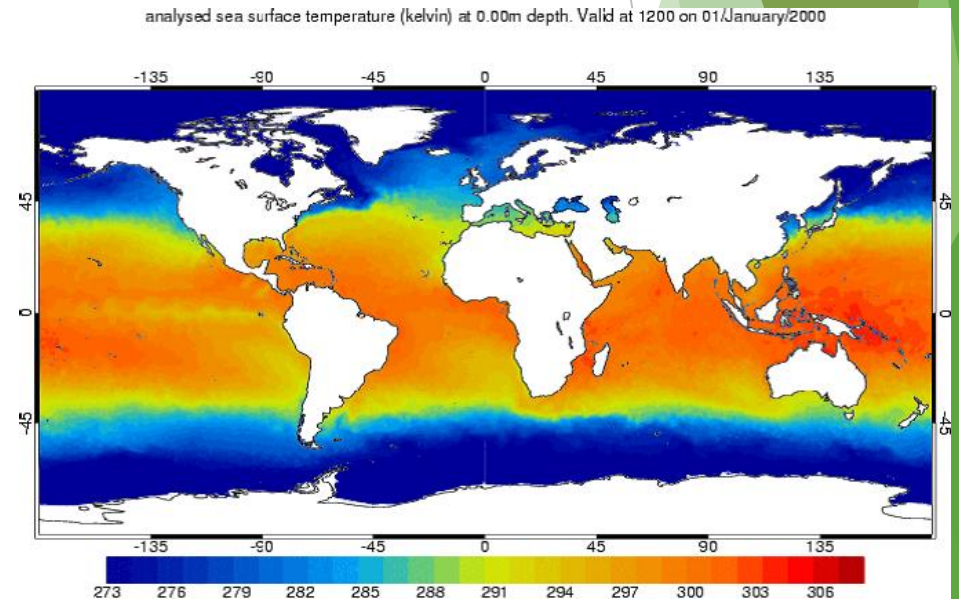 analysed sea surface temperature (kelvin) at 0.00m depth. Valid at 1200 on 01/January/2000
-135 -90 -45 0 45 90 135
45 45
0 0
-45 -45
-135 -90 -45 0 45 90 135
273 276 279 282 285 288 291 294 297 300 303 306